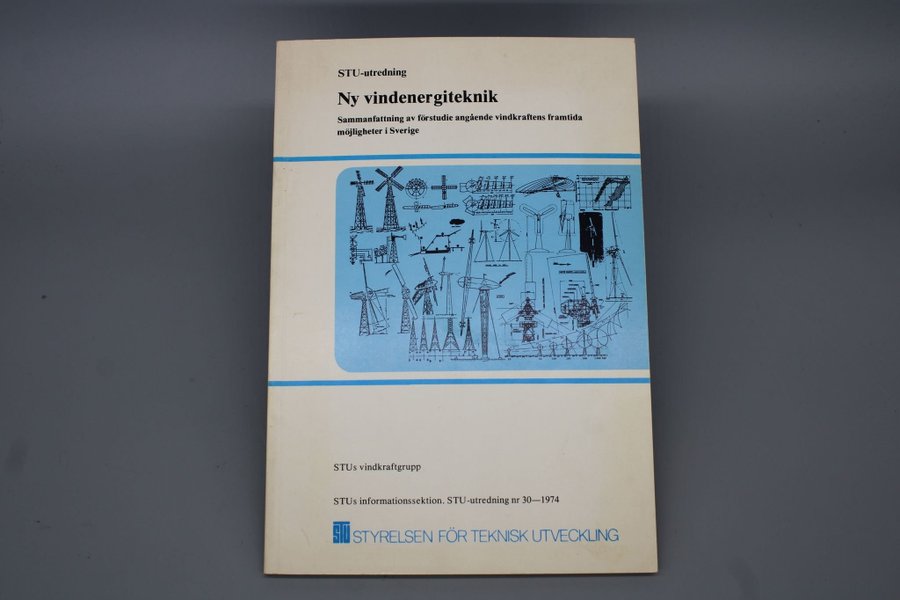 STU-utredning
Ny vindenergiteknik
Sammanfattning av förstudie angående vindkraftens framtida
möjligheter i Sverige
STUs vindkraftgrupp
STUs informationssektion. STU-utredning nr 30—1974
STU STYRELSEN FÖR TEKNISK UTVECKLING